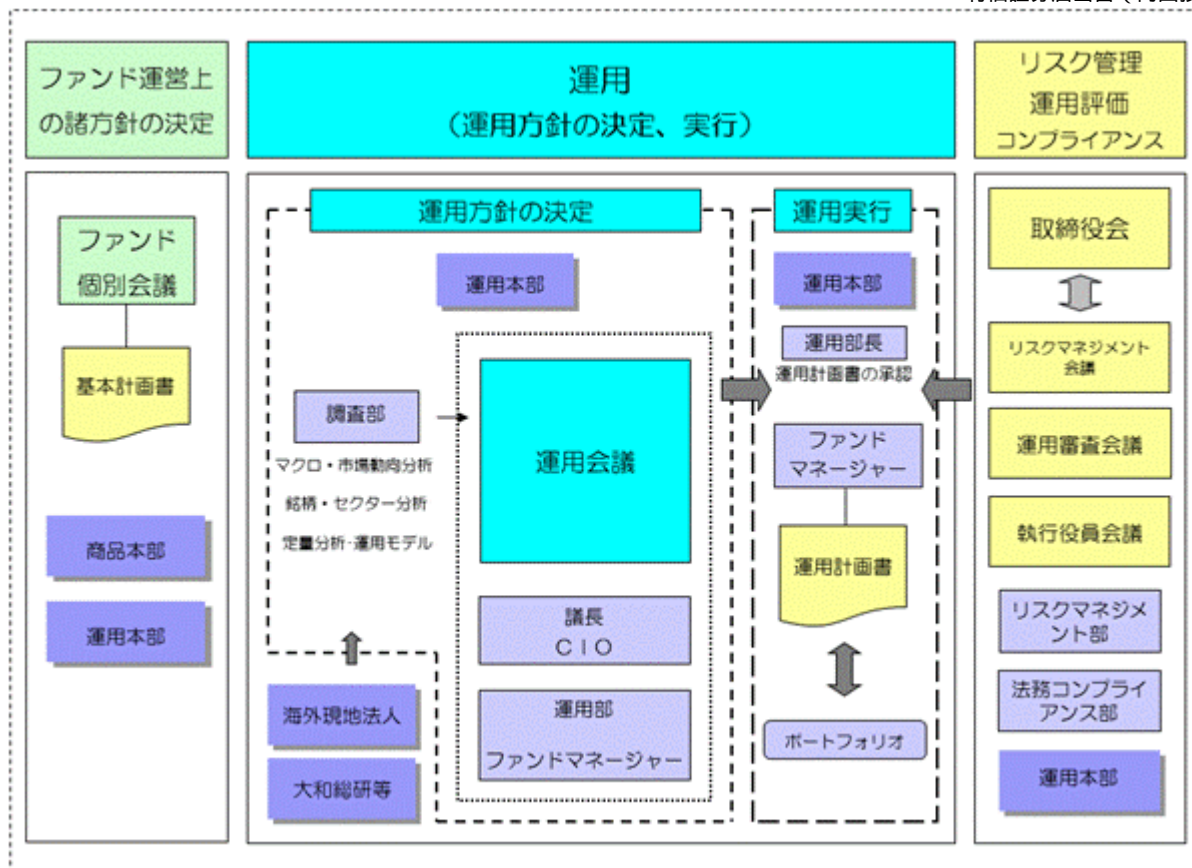 ファンド運営上
の諸方針の決定
ファンド
個別会議
基本計画書
商品本部
運用本部
運用
(運用方針の決定、実行)
運用方針の決定
運用本部
調査部
マクロ・市場動向分析
銘柄・セクター分析
定量分析・運用モデル
運用会議
議長
CIO
運用部
ファンドマネージャー
海外現地法人
大和総研等
運用実行
運用本部
運用部長
運用計画書の承認
ファンド
マネージャー
運用計画書
ポートフォリオ
リスク管理
運用評価
コンプライアンス
取締役会
リスクマネジメント
会議
運用審査会議
執行役員会議
リスクマネジメ
ント部
法務コンプライ
アンス部
運用本部